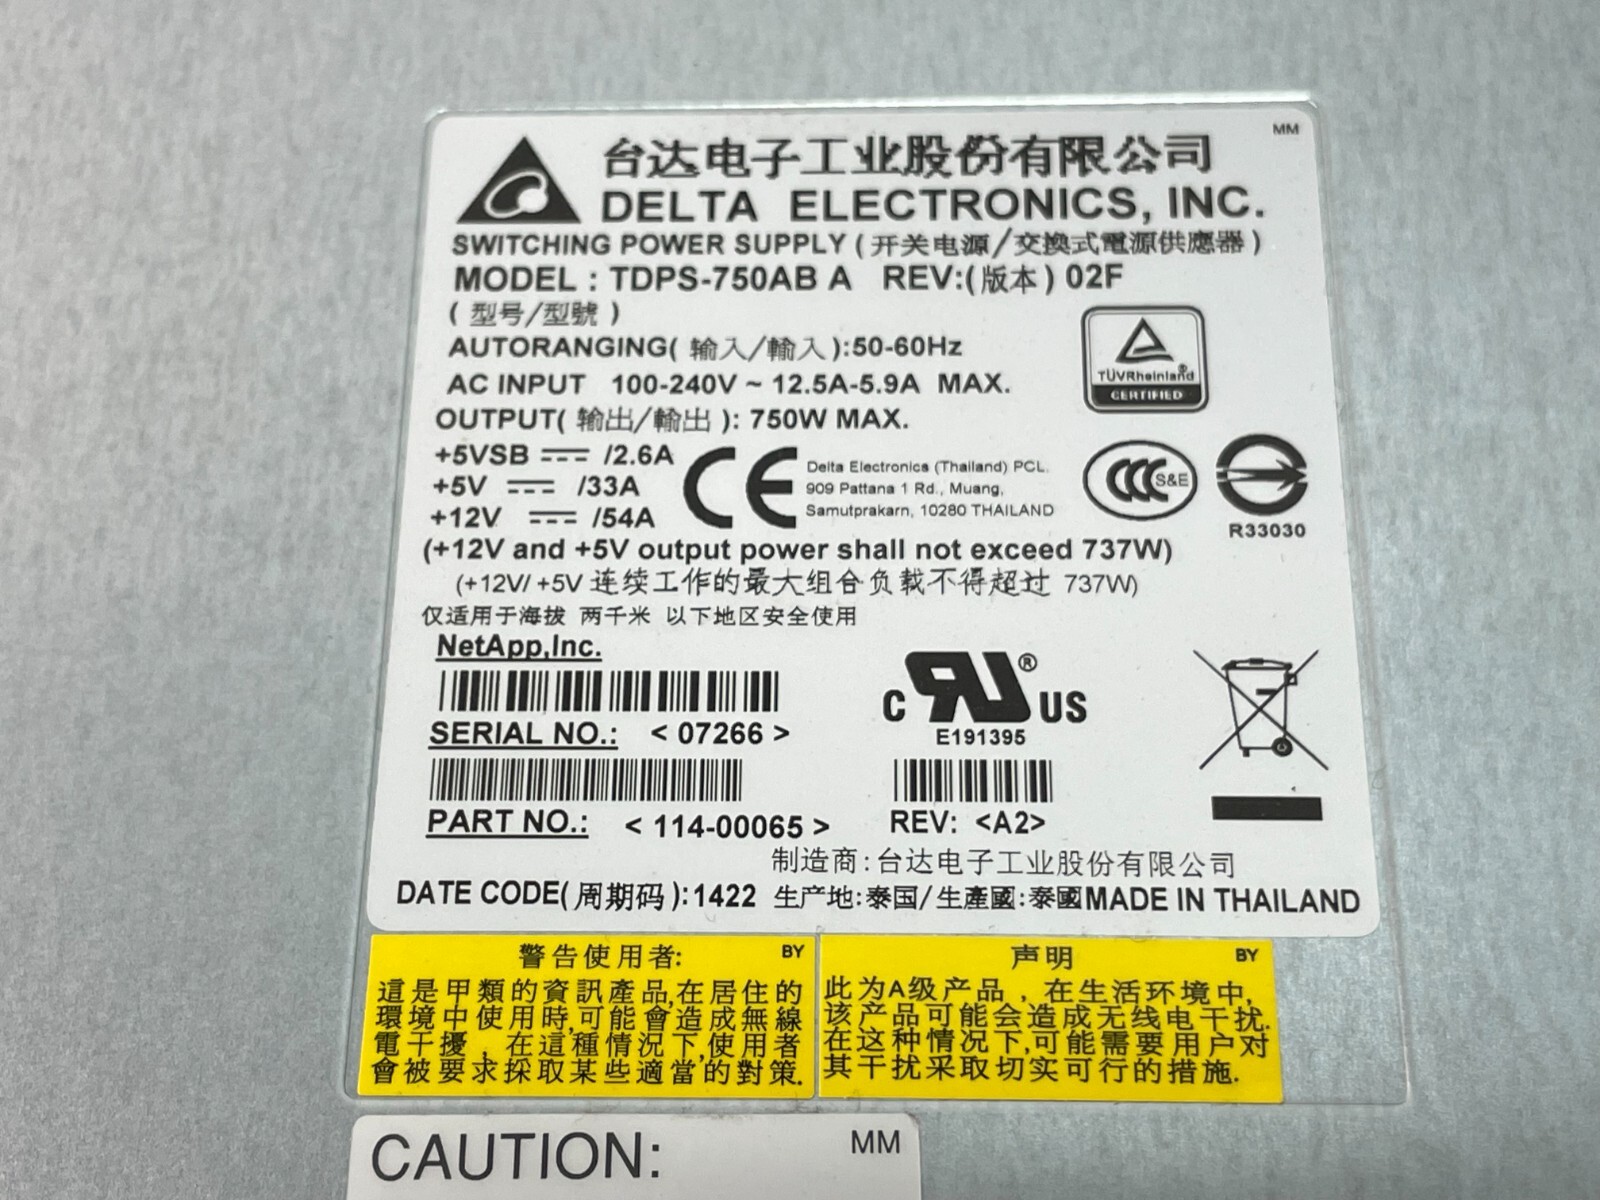 MM
台达电子工业股份有限公司
DELTA ELECTRONICS, INC.
SWITCHING POWER SUPPLY (开关电源/交換式電源供應器)
MODEL : TDPS-750AB A REV:(版本) 02F
(型号/型號)
AUTORANGING(输入/輸入):50-60Hz
AC INPUT 100-240V ~ 12.5A-5.9A MAX.
OUTPUT(输出/輸出): 750W MAX.
TÜVRheinland®
CERTIFIED
+5VSB /2.6A
+5V /33A
+12V /54A
CE
Delta Electronics (Thailand) PCL.
909 Pattana 1 Rd., Muang,
Samutprakarn, 10280 THAILAND
CCC S&E
R33030
(+12V and +5V output power shall not exceed 737W)
(+12V/ +5V 连续工作的最大组合负载不得超过 737W)
仅适用于海拔 两千米 以下地区安全使用
NetApp,Inc.
SERIAL NO.: < 07266 >
C RU® US
E191395
PART NO.: < 114-00065 >
REV: <A2>
制造商:台达电子工业股份有限公司
DATE CODE(周期码):1422 生产地:泰国/生產國:泰國MADE IN THAILAND
警告使用者: BY
這是甲類的資訊產品,在居住的
環境中使用時,可能會造成無線
電干擾，在這種情況下,使用者
會被要求採取某些適當的對策.
声明 BY
此为A级产品，在生活环境中,
该产品可能会造成无线电干扰.
在这种情况下,可能需要用户对
其干扰采取切实可行的措施.
CAUTION: MM